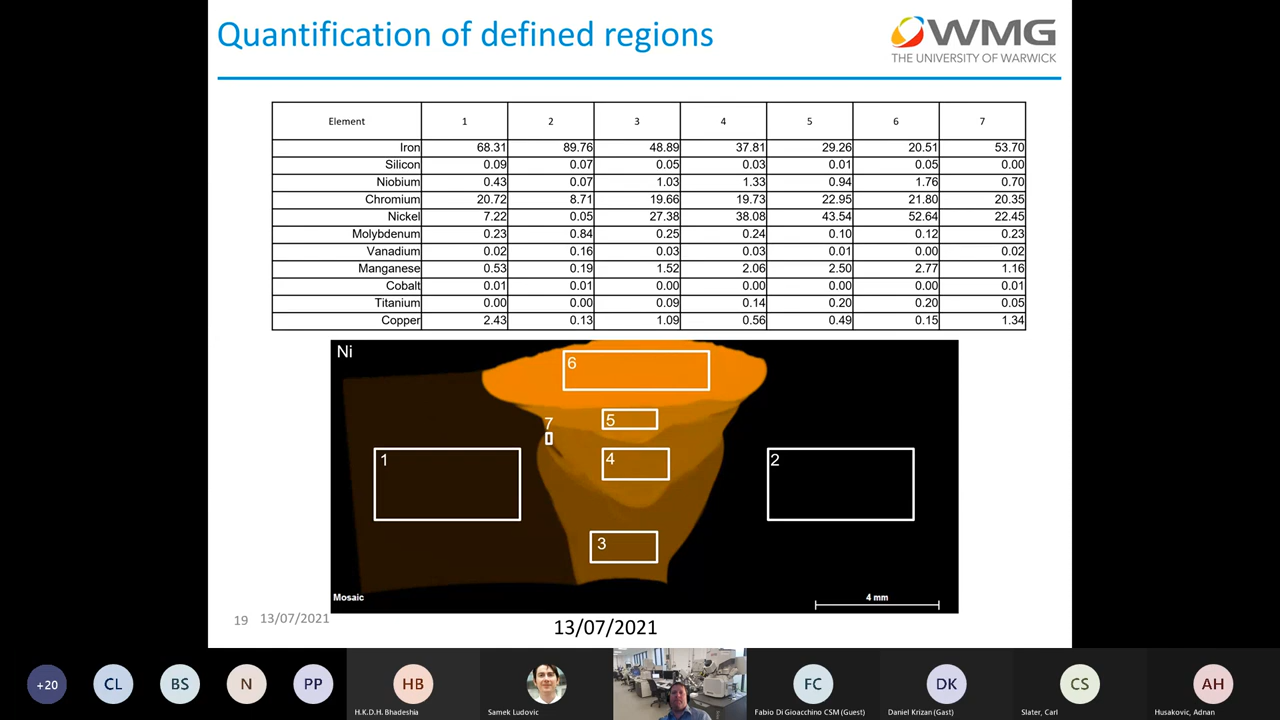 Quantification of defined regions
WMG
THE UNIVERSITY OF WARWICK
Element 1 2 3 4 5 6 7
Iron 68.31 89.76 48.89 37.81 29.26 20.51 53.70
Silicon 0.09 0.07 0.05 0.03 0.01 0.05 0.00
Niobium 0.43 0.07 1.03 1.33 0.94 1.76 0.70
Chromium 20.72 8.71 19.66 19.73 22.95 21.80 20.35
Nickel 7.22 0.05 27.38 38.08 43.54 52.64 22.45
Molybdenum 0.23 0.84 0.25 0.24 0.10 0.12 0.23
Vanadium 0.02 0.16 0.03 0.03 0.01 0.00 0.02
Manganese 0.53 0.19 1.52 2.06 2.50 2.77 1.16
Cobalt 0.01 0.01 0.00 0.00 0.00 0.00 0.01
Titanium 0.00 0.00 0.09 0.14 0.20 0.20 0.05
Copper 2.43 0.13 1.09 0.56 0.49 0.15 1.34
Ni
6
5
7
1
4
2
3
Mosaic
4 mm
19 13/07/2021
13/07/2021
+20
CL
BS
N
PP
HB
H.K.D.H. Bhadeshia
Samek Ludovic
FC
Fabio Di Gioacchino CSM (Guest)
DK
Daniel Krizan (Gast)
CS
Slater, Carl
AH
Husakovic, Adnan